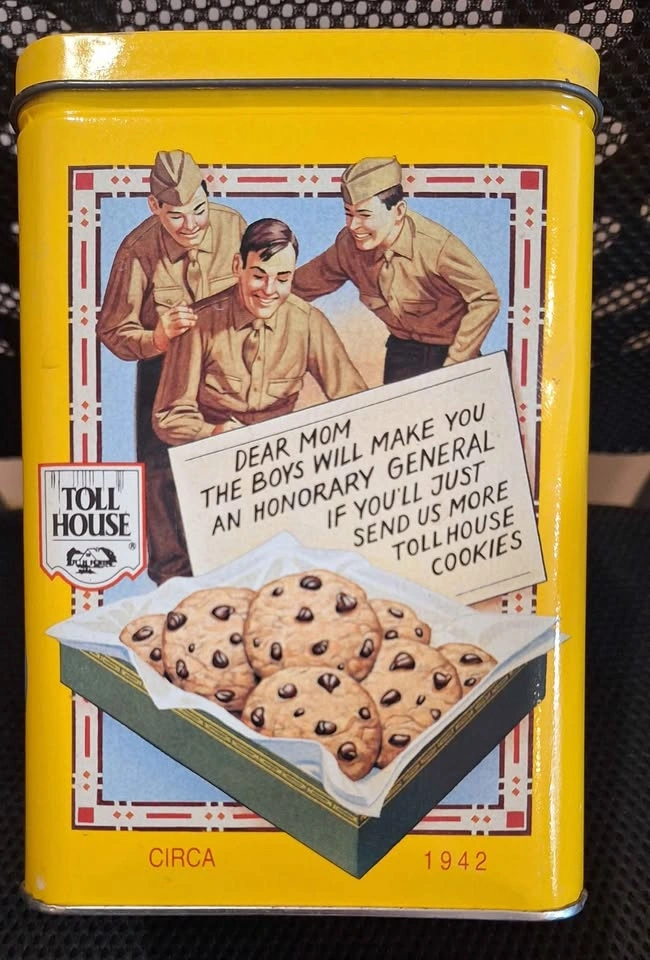 DEAR MOM
THE BOYS WILL MAKE YOU
AN HONORARY GENERAL
IF YOU'LL JUST
SEND US MORE
TOLLHOUSE
COOKIES
TOLL
HOUSE
®
CIRCA 1942